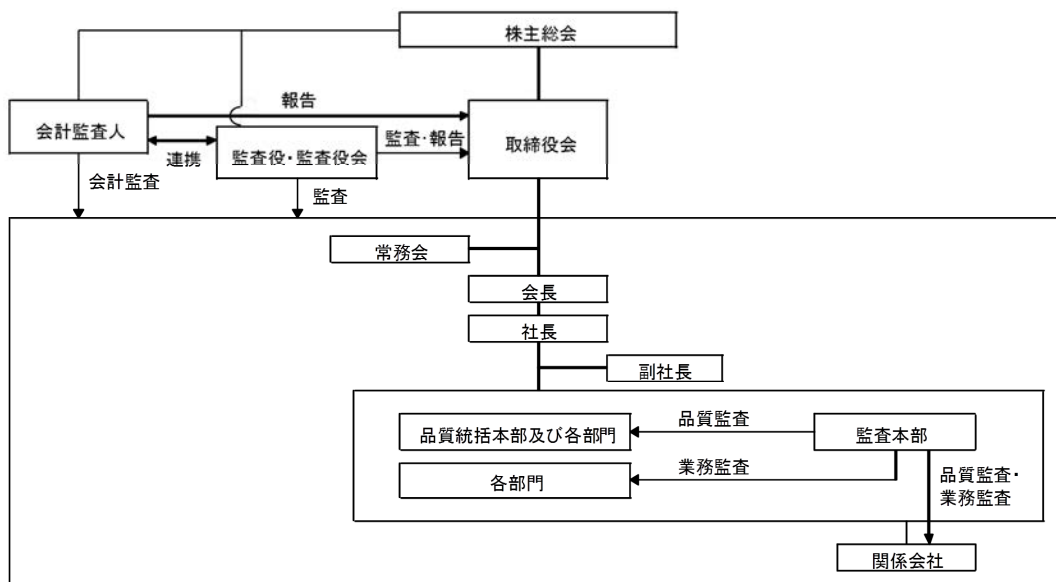 株主総会
報告
会計監査人
監査・報告
取締役会
連携
監査役・監査役会
会計監査
監査
常務会
会長
社長
副社長
品質統括本部及び各部門
品質監査
監査本部
各部門
業務監査
品質監査・
業務監査
関係会社